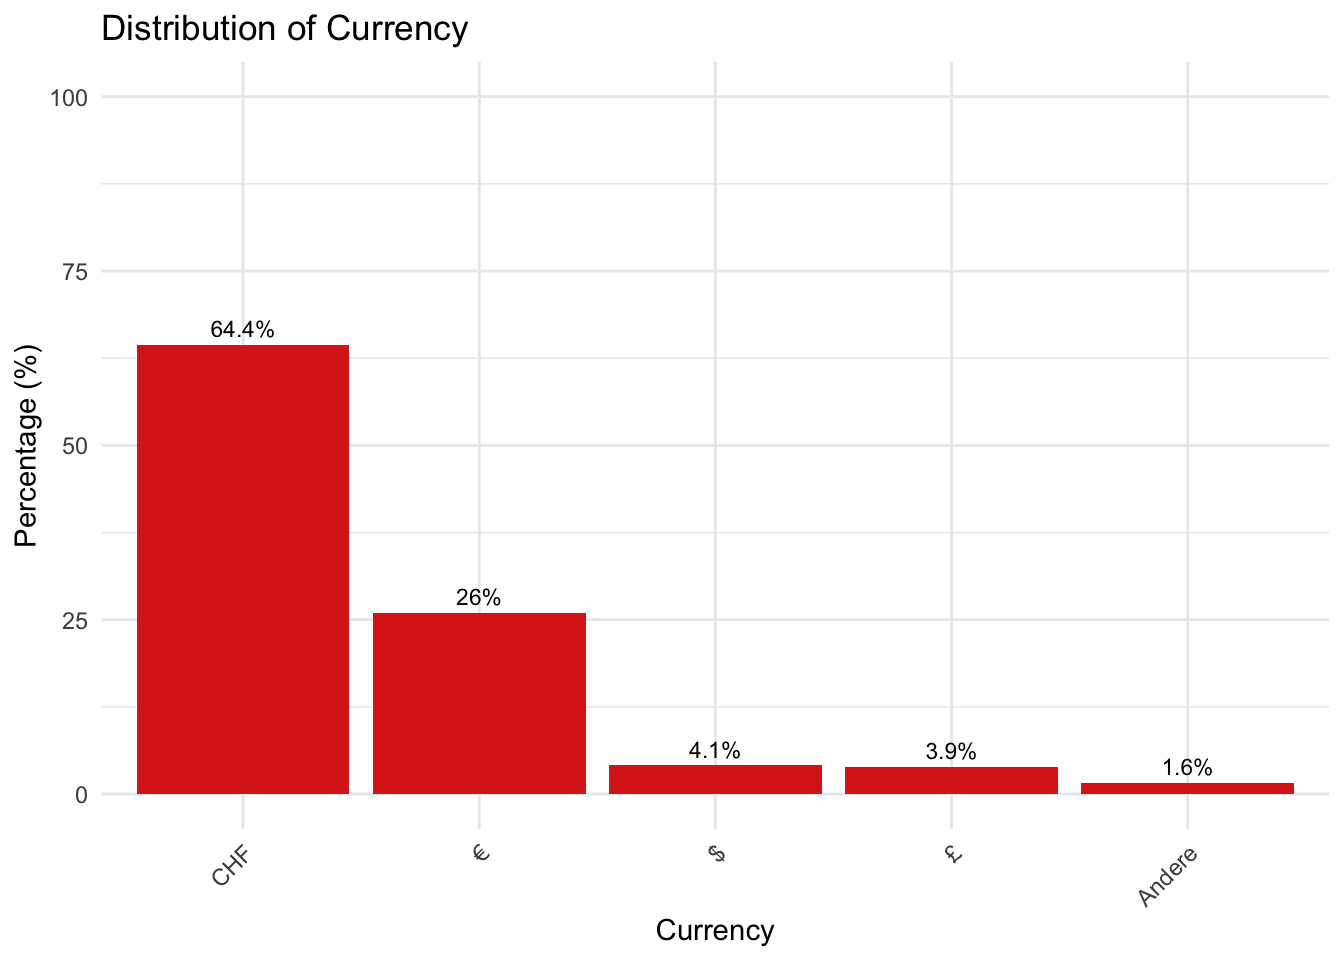 Distribution of Currency
100
75
50
25
0
Percentage (%)
64.4%
26%
4.1%
3.9%
1.6%
CHF
€
$
£
Andere
Currency